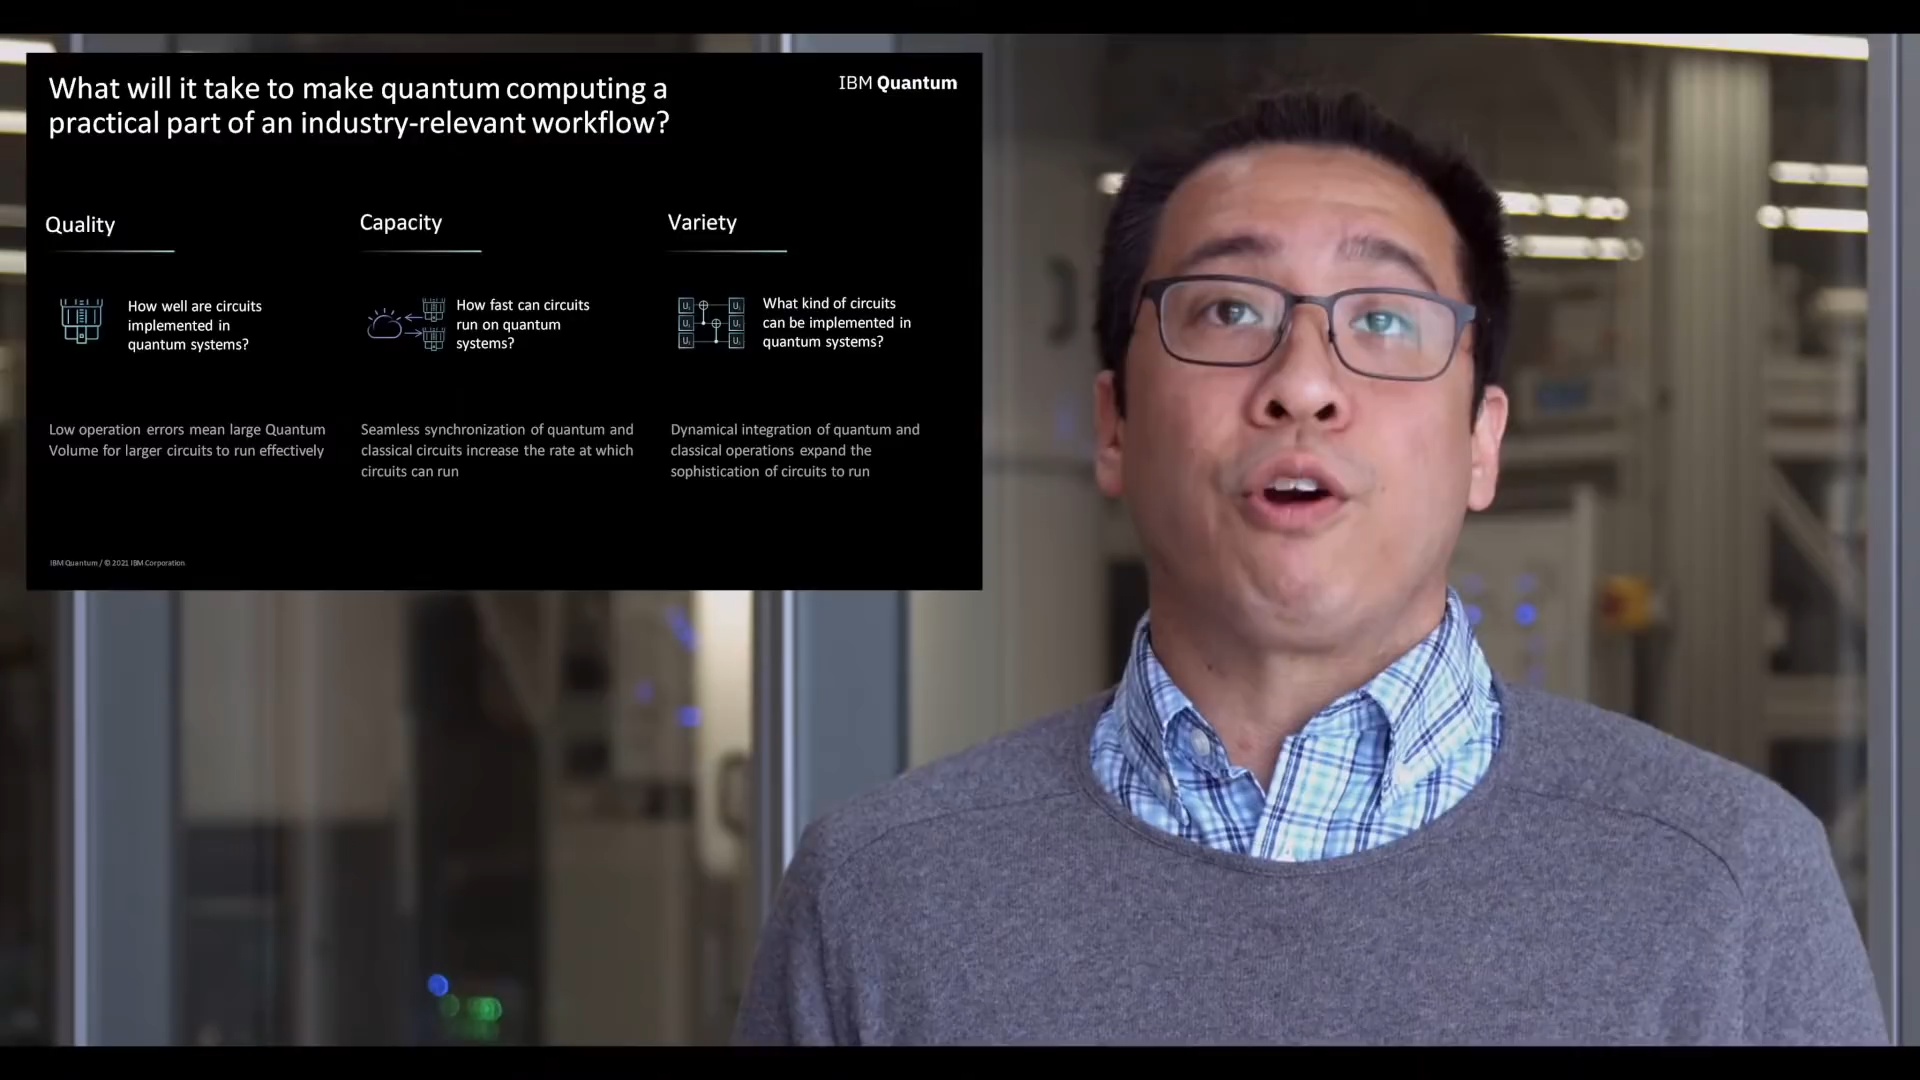 What will it take to make quantum computing a
practical part of an industry-relevant workflow?
IBM Quantum
Quality
How well are circuits
implemented in
quantum systems?
Low operation errors mean large Quantum
Volume for larger circuits to run effectively
Capacity
How fast can circuits
run on quantum
systems?
Seamless synchronization of quantum and
classical circuits increase the rate at which
circuits can run
Variety
What kind of circuits
can be implemented in
quantum systems?
Dynamical integration of quantum and
classical operations expand the
sophistication of circuits to run
IBM Quantum / © 2021 IBM Corporation